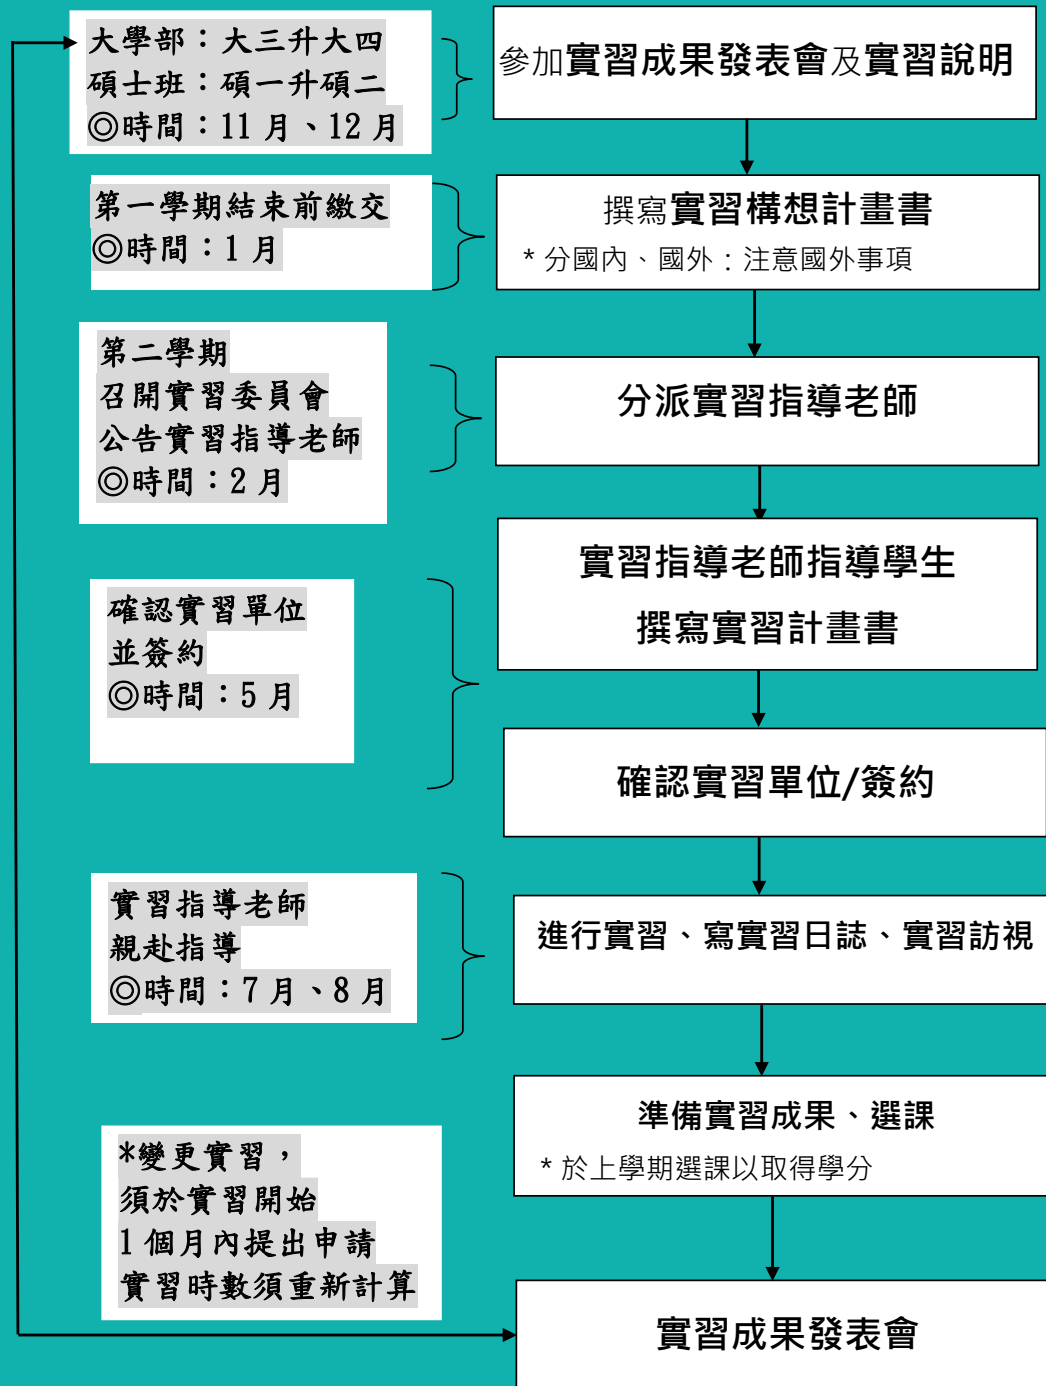 大學部：大三升大四
碩士班：碩一升碩二
◎時間：11月、12月
參加實習成果發表會及實習說明
第一學期結束前繳交
◎時間：1月
撰寫實習構想計畫書
* 分國內、國外：注意國外事項
第二學期
召開實習委員會
公告實習指導老師
◎時間：2月
分派實習指導老師
實習指導老師指導學生
撰寫實習計畫書
確認實習單位
並簽約
◎時間：5月
確認實習單位/簽約
實習指導老師
親赴指導
◎時間：7月、8月
進行實習、寫實習日誌、實習訪視
準備實習成果、選課
* 於上學期選課以取得學分
*變更實習，
須於實習開始
1個月內提出申請
實習時數須重新計算
實習成果發表會